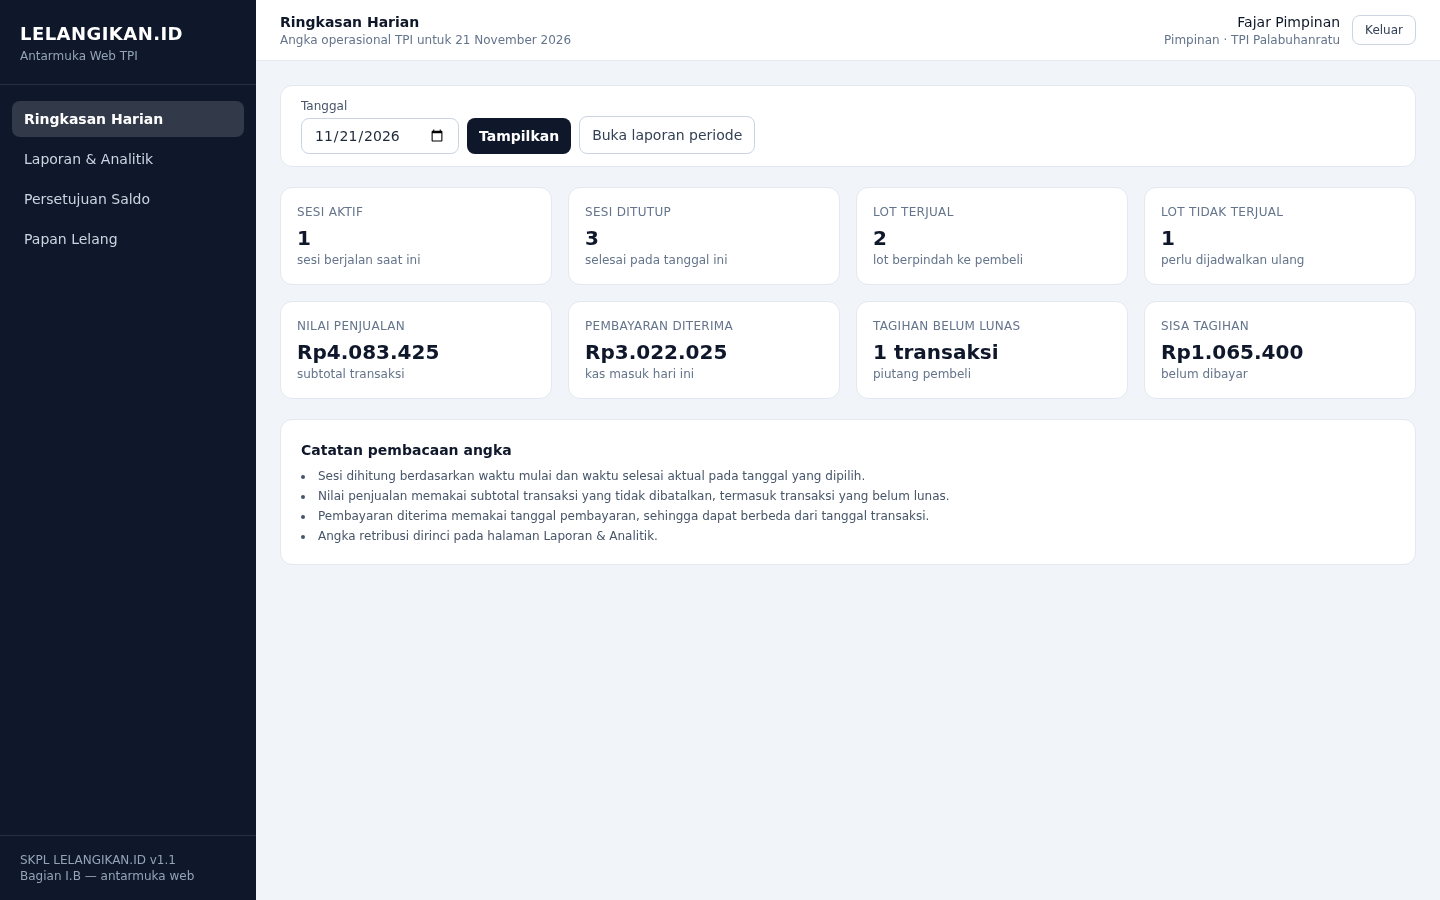 LELANGIKAN.ID
Antarmuka Web TPI
Ringkasan Harian
Laporan & Analitik
Persetujuan Saldo
Papan Lelang
SKPL LELANGIKAN.ID v1.1
Bagian I.B — antarmuka web
Ringkasan Harian
Angka operasional TPI untuk 21 November 2026
Fajar Pimpinan
Pimpinan · TPI Palabuhanratu
Keluar
Tanggal
11/21/2026
Tampilkan
Buka laporan periode
SESI AKTIF
1
sesi berjalan saat ini
SESI DITUTUP
3
selesai pada tanggal ini
LOT TERJUAL
2
lot berpindah ke pembeli
LOT TIDAK TERJUAL
1
perlu dijadwalkan ulang
NILAI PENJUALAN
Rp4.083.425
subtotal transaksi
PEMBAYARAN DITERIMA
Rp3.022.025
kas masuk hari ini
TAGIHAN BELUM LUNAS
1 transaksi
piutang pembeli
SISA TAGIHAN
Rp1.065.400
belum dibayar
Catatan pembacaan angka
• Sesi dihitung berdasarkan waktu mulai dan waktu selesai aktual pada tanggal yang dipilih.
• Nilai penjualan memakai subtotal transaksi yang tidak dibatalkan, termasuk transaksi yang belum lunas.
• Pembayaran diterima memakai tanggal pembayaran, sehingga dapat berbeda dari tanggal transaksi.
• Angka retribusi dirinci pada halaman Laporan & Analitik.